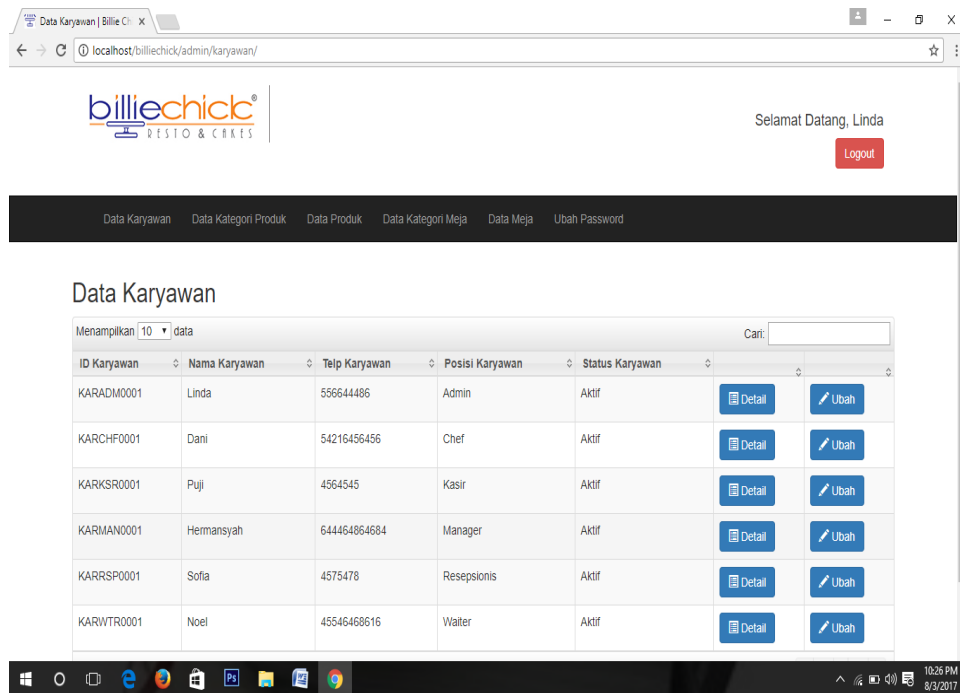 Data Karyawan | Billie Ch
localhost/billiechick/admin/karyawan/
billiechick®
RESTO & CAKES
Selamat Datang, Linda
Logout
Data Karyawan Data Kategori Produk Data Produk Data Kategori Meja Data Meja Ubah Password
Data Karyawan
Menampilkan 10 data Cari:
ID Karyawan Nama Karyawan Telp Karyawan Posisi Karyawan Status Karyawan
KARADM0001 Linda 556644486 Admin Aktif Detail Ubah
KARCHF0001 Dani 54216456456 Chef Aktif Detail Ubah
KARKSR0001 Puji 4564545 Kasir Aktif Detail Ubah
KARMAN0001 Hermansyah 644464864684 Manager Aktif Detail Ubah
KARRSP0001 Sofia 4575478 Resepsionis Aktif Detail Ubah
KARWTR0001 Noel 45546468616 Waiter Aktif Detail Ubah
Ps
10:26 PM
8/3/2017